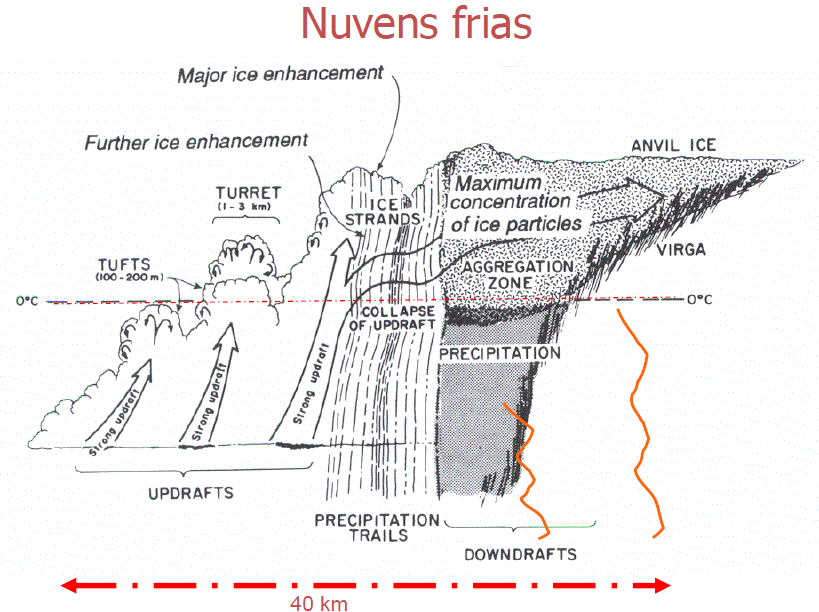 Nuvens frias
Major ice enhancement
Further ice enhancement
ANVIL ICE
TURRET
(1 - 3 km)
ICE
STRANDS
Maximum
concentration
of ice particles
VIRGA
TUFTS
(100 - 200 m)
AGGREGATION
ZONE
0°C
0°C
COLLAPSE
OF UPDRAFT
PRECIPITATION
Strong updraft
Strong updraft
Strong updraft
UPDRAFTS
PRECIPITATION
TRAILS
DOWNDRAFTS
40 km